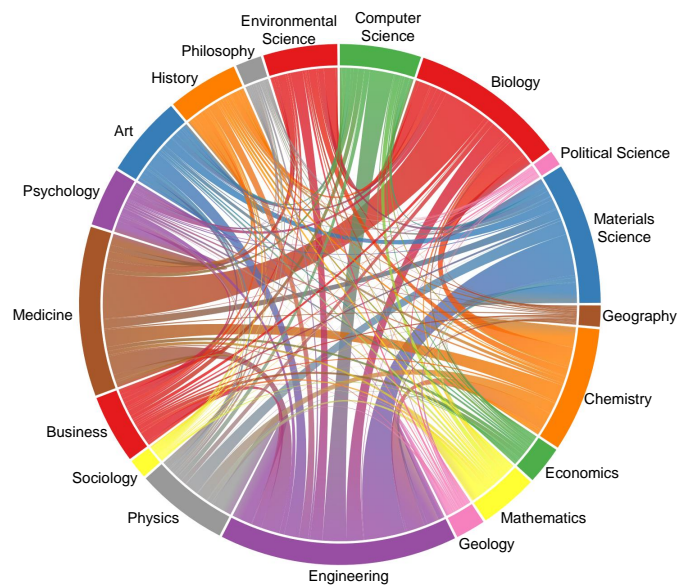 Environmental
Science
Computer
Science
Philosophy
History
Biology
Art
Political Science
Psychology
Materials
Science
Medicine
Geography
Chemistry
Business
Sociology
Economics
Physics
Mathematics
Geology
Engineering